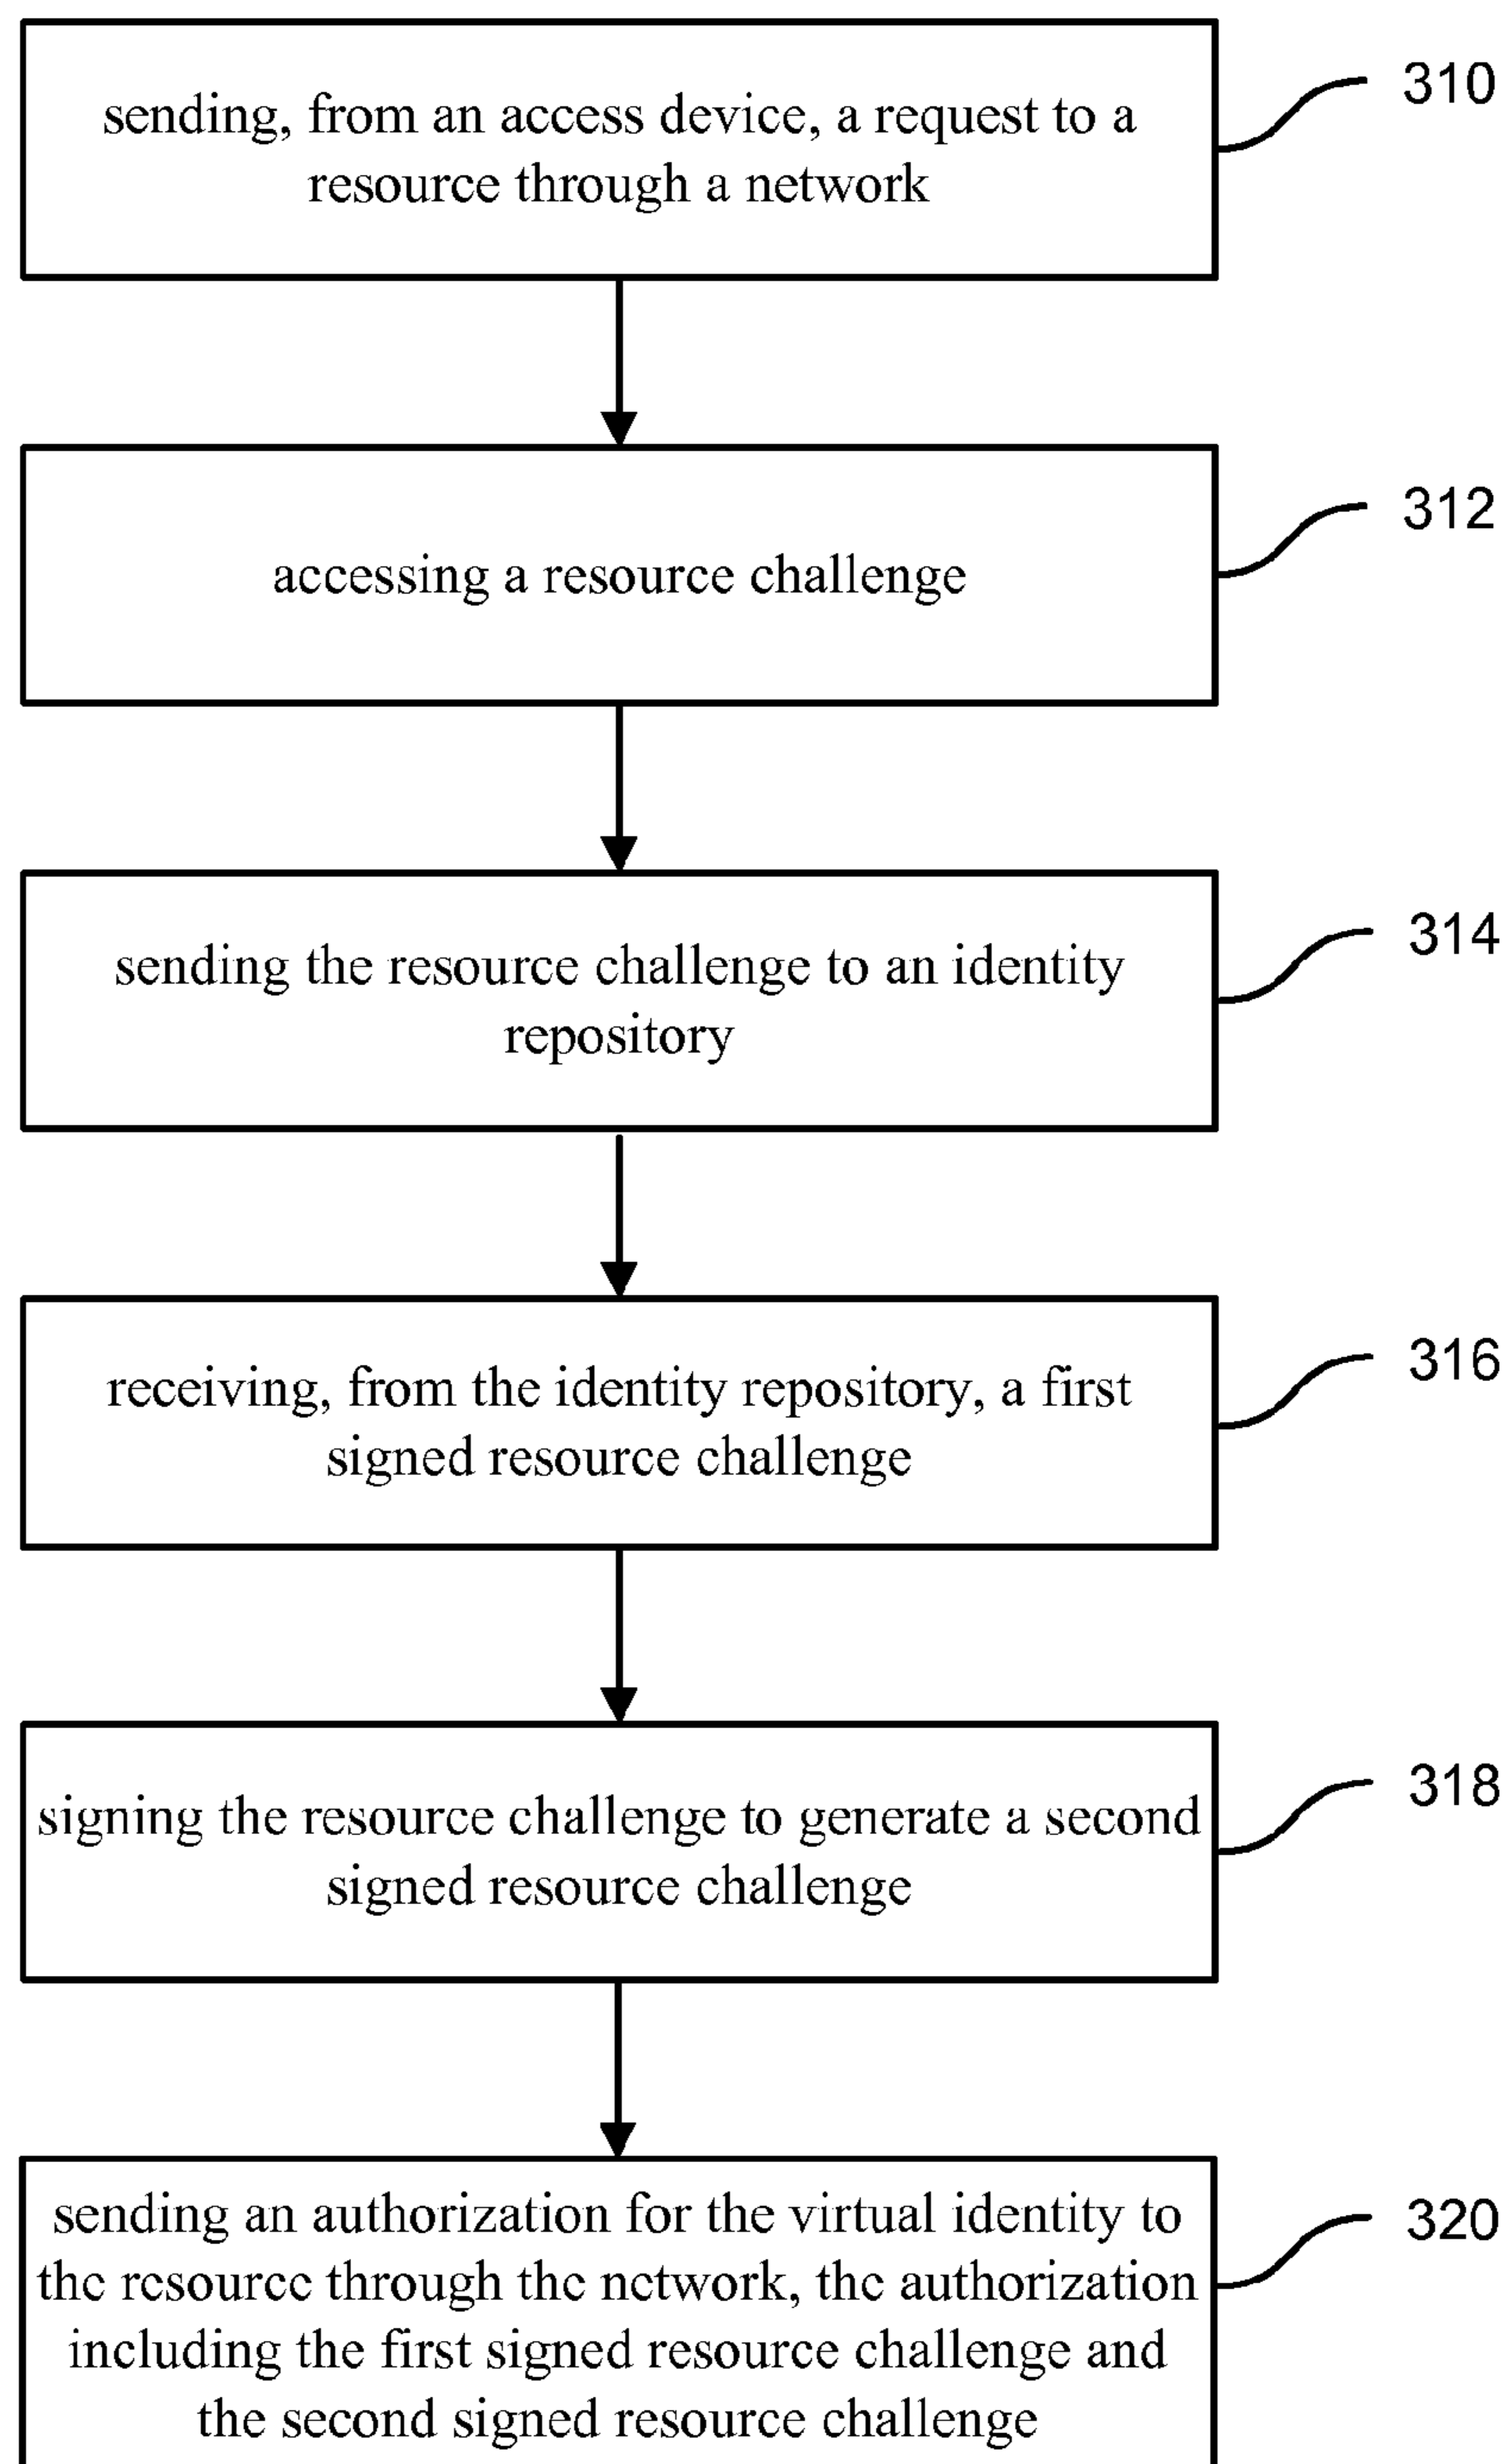 sending, from an access device, a request to a
resource through a network
310
accessing a resource challenge
312
sending the resource challenge to an identity
repository
314
receiving, from the identity repository, a first
signed resource challenge
316
signing the resource challenge to generate a second
signed resource challenge
318
sending an authorization for the virtual identity to
the resource through the network, the authorization
including the first signed resource challenge and
the second signed resource challenge
320